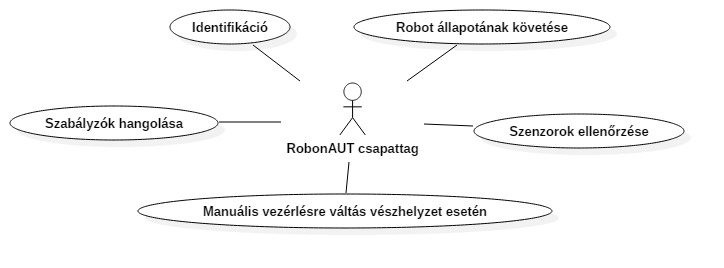 Identifikáció
Robot állapotának követése
Szabályzók hangolása
Szenzorok ellenőrzése
RobonAUT csapattag
Manuális vezérlésre váltás vészhelyzet esetén